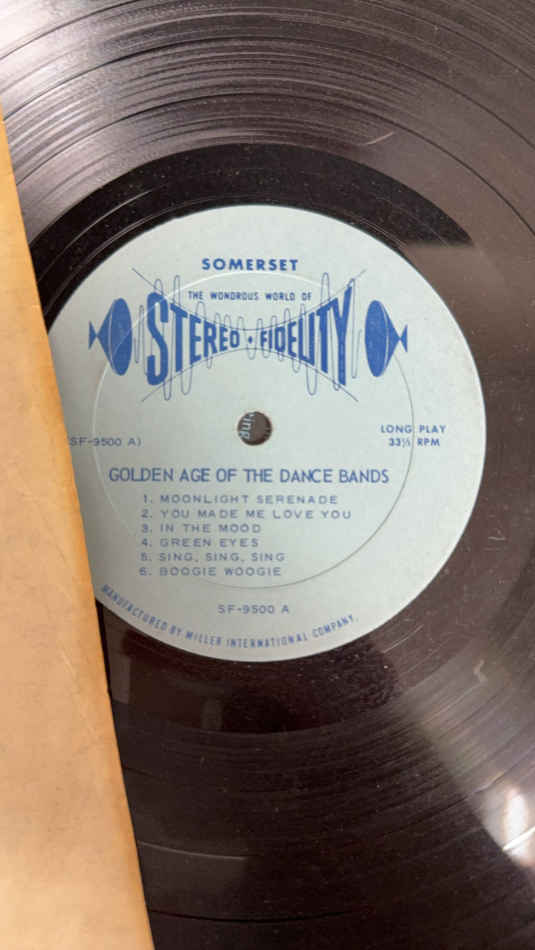 SOMERSET
THE WONDROUS WORLD OF
STEREO • FIDELITY
SF-9500 A)
LONG PLAY
33⅓ RPM
GOLDEN AGE OF THE DANCE BANDS
1. MOONLIGHT SERENADE
2. YOU MADE ME LOVE YOU
3. IN THE MOOD
4. GREEN EYES
5. SING, SING, SING
6. BOOGIE WOOGIE
SF-9500 A
MANUFACTURED BY MILLER INTERNATIONAL COMPANY.